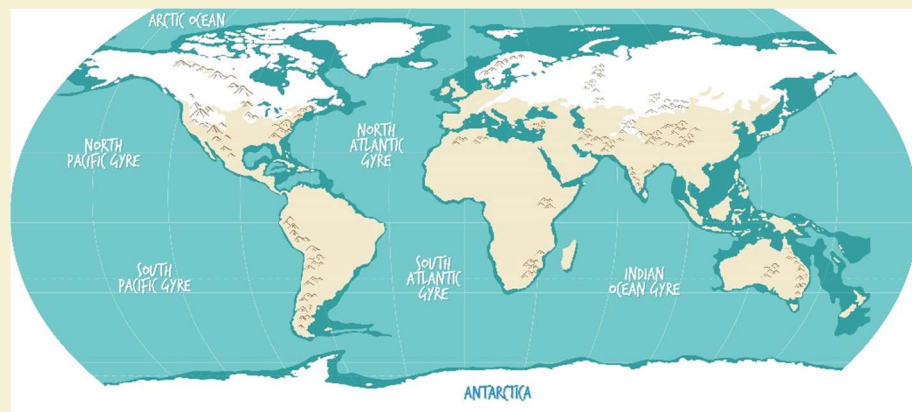 ARCTIC OCEAN
NORTH
PACIFIC GYRE
NORTH
ATLANTIC
GYRE
SOUTH
PACIFIC GYRE
SOUTH
ATLANTIC
GYRE
INDIAN
OCEAN GYRE
ANTARCTICA